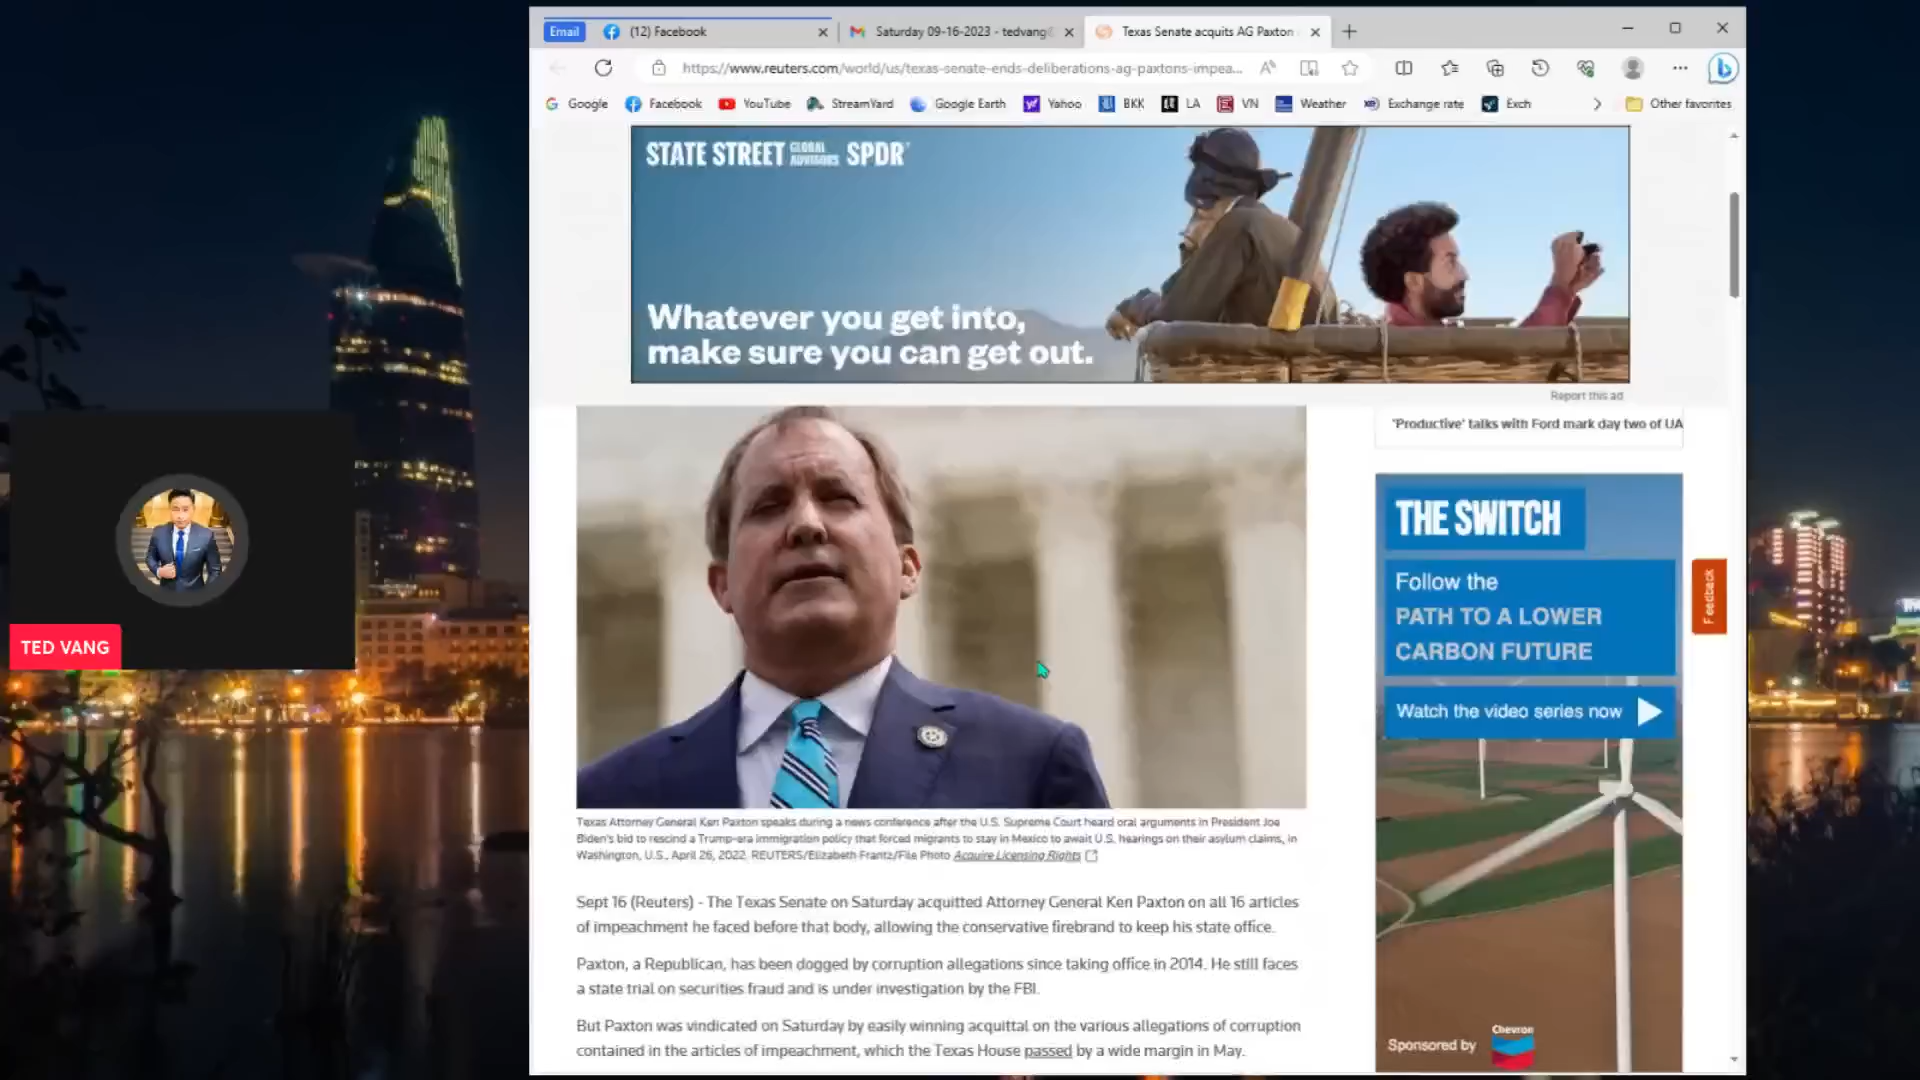 Email
(12) Facebook
Saturday 09-16-2023 - tedvang
Texas Senate acquits AG Paxton
https://www.reuters.com/world/us/texas-senate-ends-deliberations-ag-paxtons-impea...
Google
Facebook
YouTube
StreamYard
Google Earth
Yahoo
BKK
LA
VN
Weather
Exchange rate
Exch
Other favorites
STATE STREET GLOBAL ADVISORS SPDR®
Whatever you get into,
make sure you can get out.
Report this ad
'Productive' talks with Ford mark day two of UA
THE SWITCH
Follow the
PATH TO A LOWER
CARBON FUTURE
Watch the video series now
Feedback
TED VANG
Texas Attorney General Ken Paxton speaks during a news conference after the U.S. Supreme Court heard oral arguments in President Joe
Biden's bid to rescind a Trump-era immigration policy that forced migrants to stay in Mexico to await U.S. hearings on their asylum claims, in
Washington, U.S., April 26, 2022. REUTERS/Elizabeth Frantz/File Photo Acquire Licensing Rights
Sept 16 (Reuters) - The Texas Senate on Saturday acquitted Attorney General Ken Paxton on all 16 articles
of impeachment he faced before that body, allowing the conservative firebrand to keep his state office.
Paxton, a Republican, has been dogged by corruption allegations since taking office in 2014. He still faces
a state trial on securities fraud and is under investigation by the FBI.
But Paxton was vindicated on Saturday by easily winning acquittal on the various allegations of corruption
contained in the articles of impeachment, which the Texas House passed by a wide margin in May.
Sponsored by
Chevron